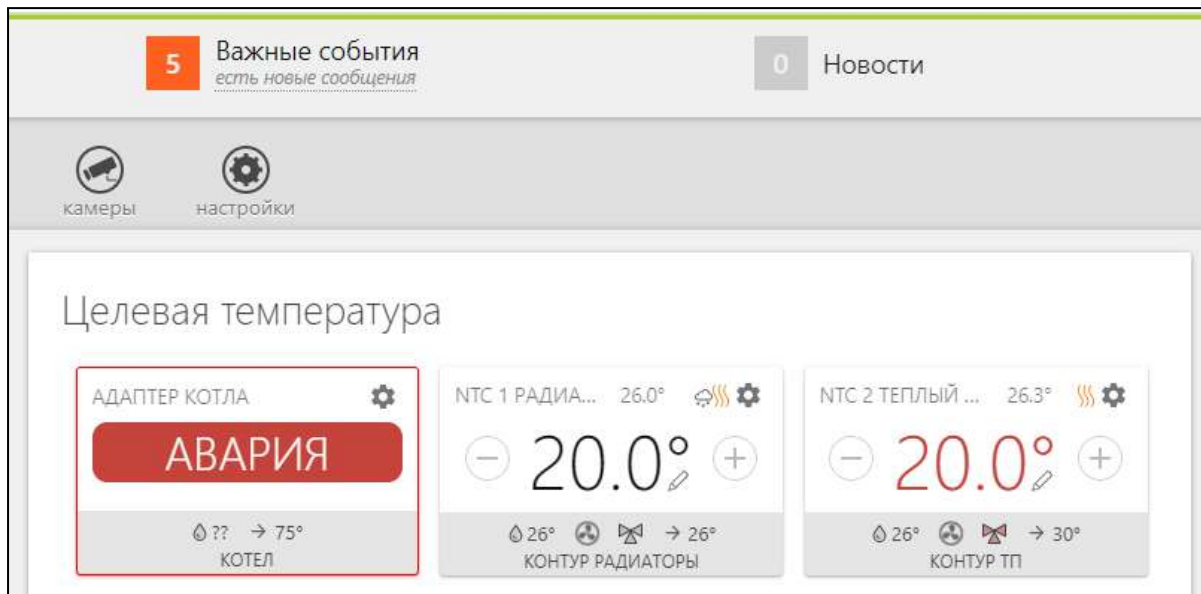 5 Важные события
есть новые сообщения
0 Новости
камеры настройки
Целевая температура
АДАПТЕР КОТЛА
АВАРИЯ
?? → 75°
КОТЕЛ
NTC 1 РАДИА... 26.0°
20.0°
26° → 26°
КОНТУР РАДИАТОРЫ
NTC 2 ТЕПЛЫЙ ... 26.3°
20.0°
26° → 30°
КОНТУР ТП